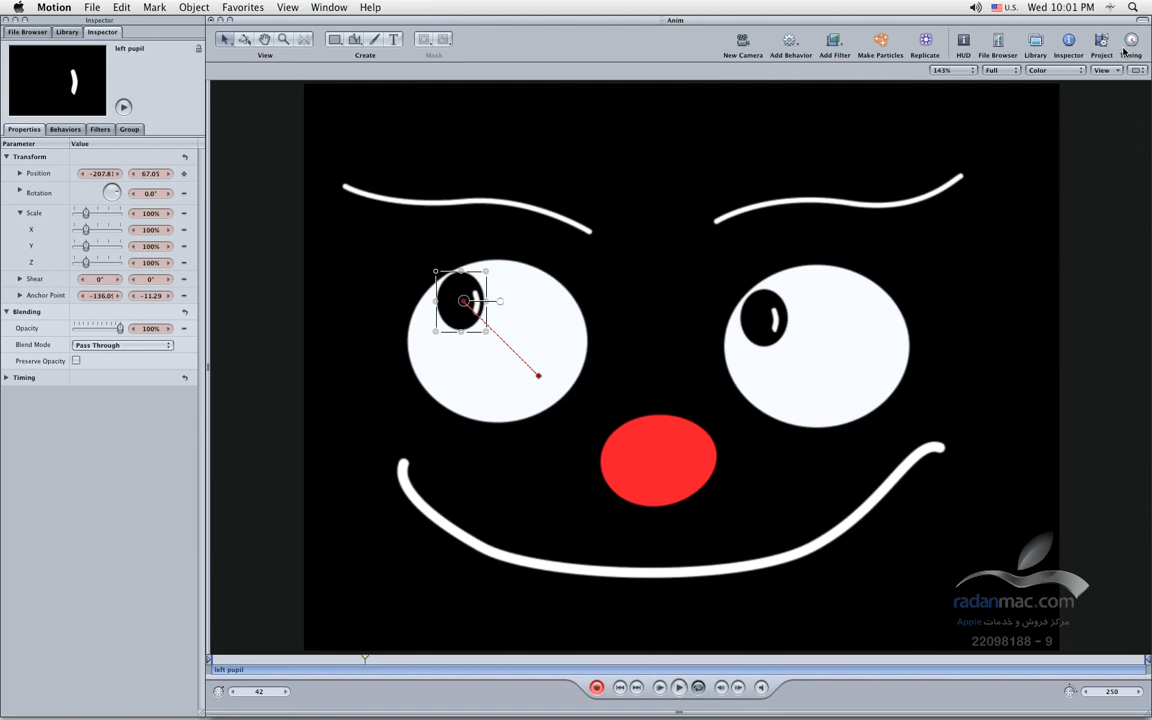 Motion File Edit Mark Object Favorites View Window Help
U.S. Wed 10:01 PM
Inspector
Anim
File Browser Library Inspector
left pupil
View Create Mask
New Camera Add Behavior Add Filter Make Particles Replicate HUD File Browser Library Inspector Project Timing
143% Full Color View
Properties Behaviors Filters Group
Parameter Value
Transform
Position -207.8 67.05
Rotation 0.0°
Scale 100%
X 100%
Y 100%
Z 100%
Shear 0° 0°
Anchor Point -136.0 -11.29
Blending
Opacity 100%
Blend Mode Pass Through
Preserve Opacity
Timing
radanmac.com
مرکز فروش و خدمات Apple
22098188 - 9
left pupil
42
250